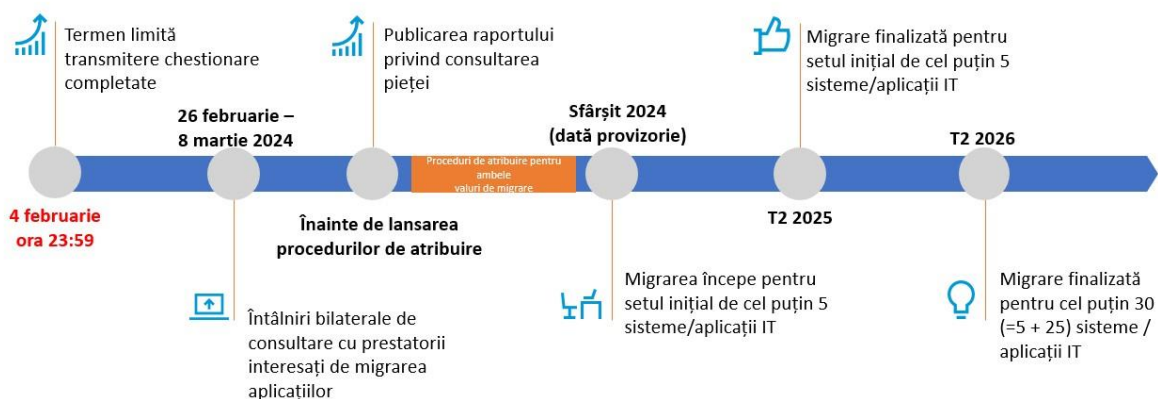 Termen limită
transmitere chestionare
completate
4 februarie
ora 23:59
26 februarie –
8 martie 2024
Întâlniri bilaterale de
consultare cu prestatorii
interesați de migrarea
aplicațiilor
Publicarea raportului
privind consultarea
pieței
Înainte de lansarea
procedurilor de atribuire
Proceduri de atribuire pentru
ambele
valuri de migrare
Sfârșit 2024
(dată provizorie)
Migrarea începe pentru
setul inițial de cel puțin 5
sisteme/aplicații IT
Migrare finalizată pentru
setul inițial de cel puțin 5
sisteme/aplicații IT
T2 2025
T2 2026
Migrare finalizată
pentru cel puțin 30
(=5 + 25) sisteme /
aplicații IT